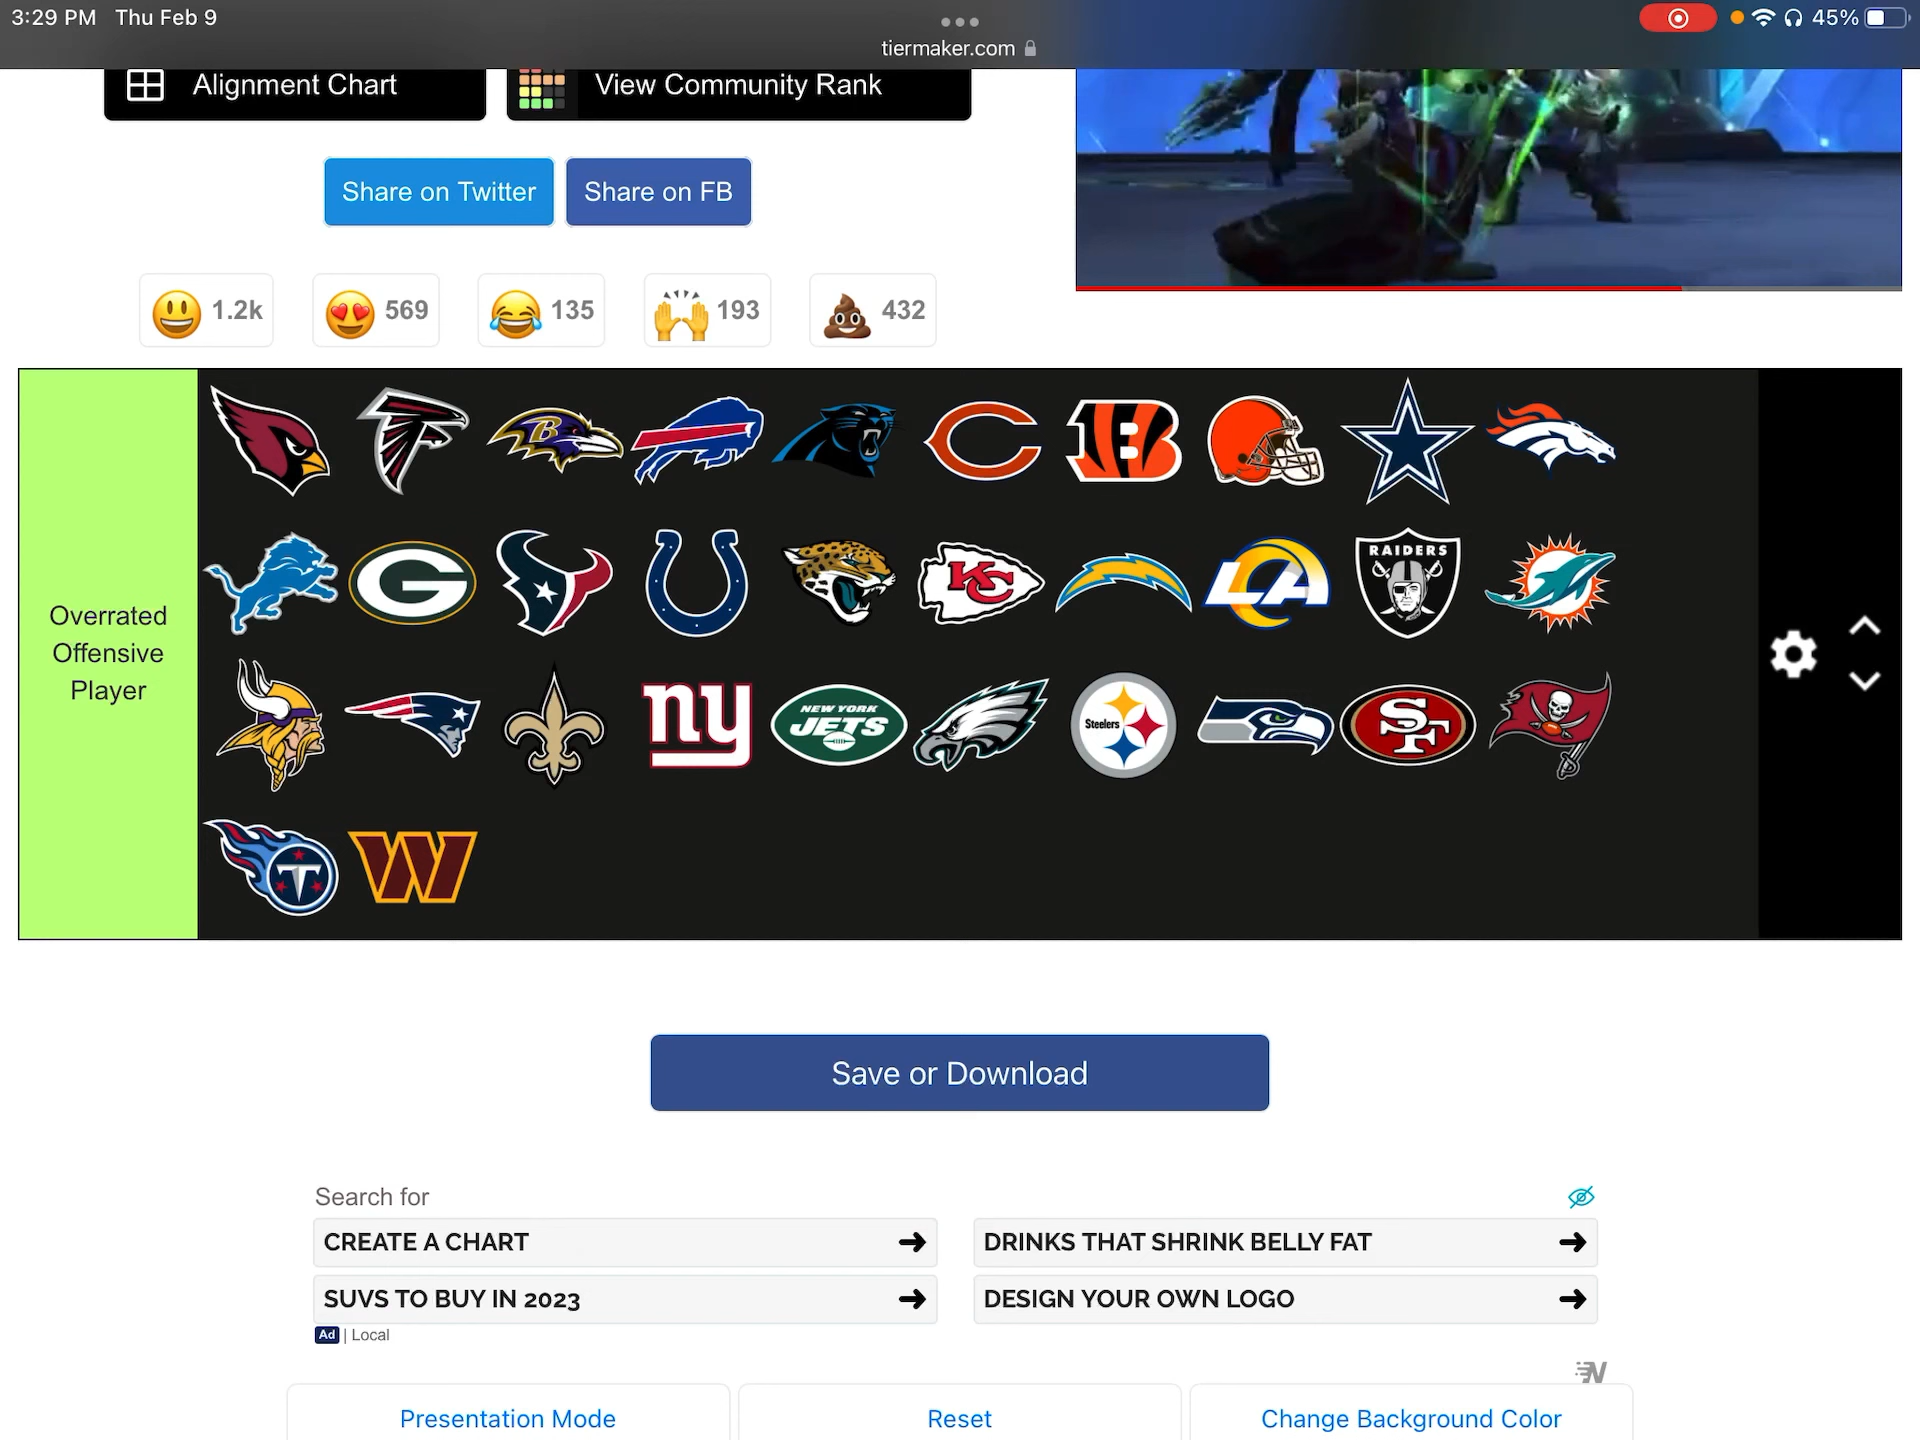 3:29 PM Thu Feb 9
45%
tiermaker.com
Alignment Chart
View Community Rank
Share on Twitter
Share on FB
1.2k
569
135
193
432
B
C
B
G
KC
LA
RAIDERS
Overrated
Offensive
Player
ny
NEW YORK
JETS
Steelers
SF
T
W
Save or Download
Search for
CREATE A CHART
DRINKS THAT SHRINK BELLY FAT
SUVS TO BUY IN 2023
DESIGN YOUR OWN LOGO
Ad | Local
N
Presentation Mode
Reset
Change Background Color